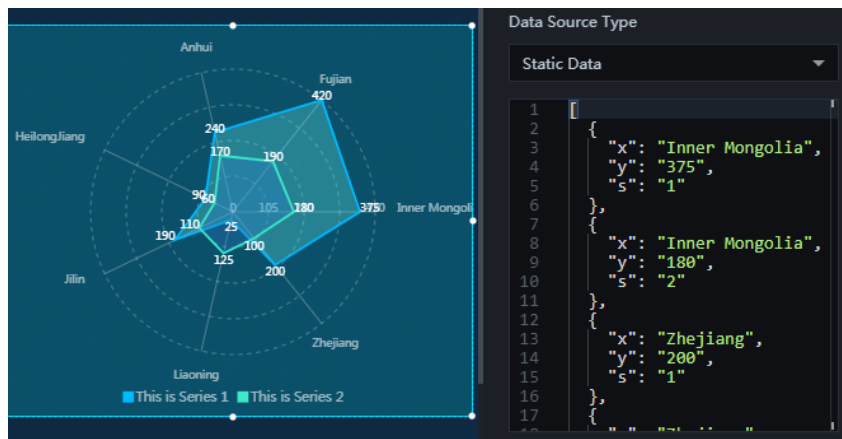 Anhui
Fujian
420
240
170
190
HeilongJiang
90
60
0
105
180
375
Inner Mongoli
110
190
25
100
200
125
Jilin
Zhejiang
Liaoning
This is Series 1
This is Series 2
Data Source Type
Static Data
1 [
2 {
3 "x": "Inner Mongolia",
4 "y": "375",
5 "s": "1"
6 },
7 {
8 "x": "Inner Mongolia",
9 "y": "180",
10 "s": "2"
11 },
12 {
13 "x": "Zhejiang",
14 "y": "200",
15 "s": "1"
16 },
17 {